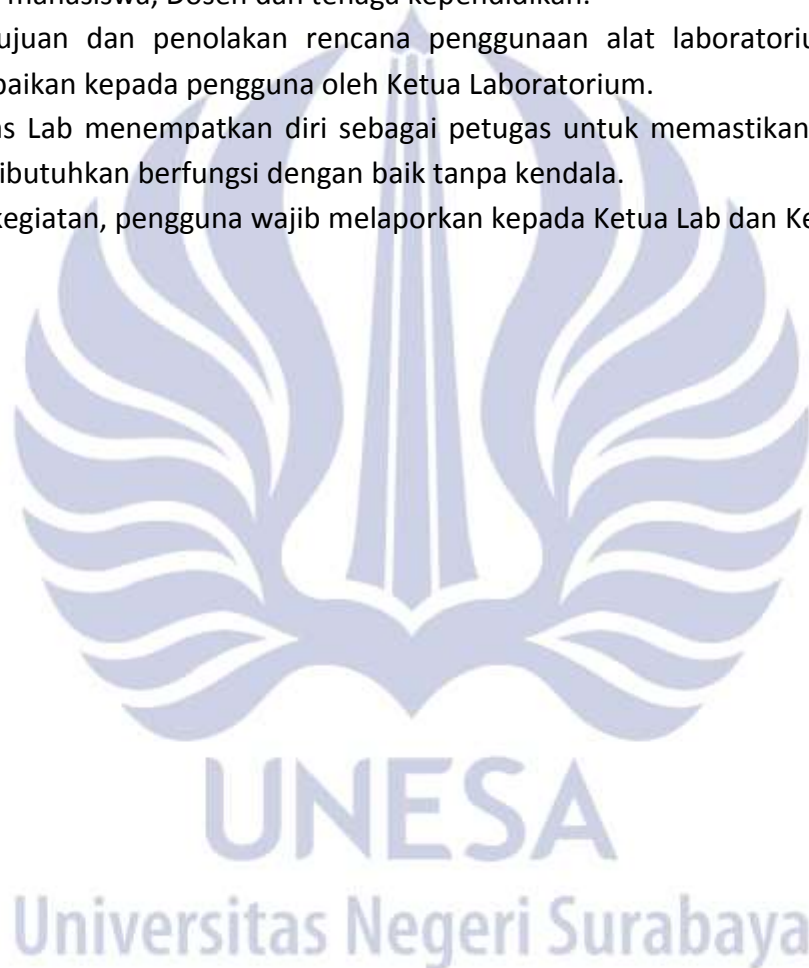 mahasiswa, Dosen dan tenaga kependidikan.
ujuan dan penolakan rencana penggunaan alat laboratoriu
paikan kepada pengguna oleh Ketua Laboratorium.
as Lab menempatkan diri sebagai petugas untuk memastikan
ibutuhkan berfungsi dengan baik tanpa kendala.
kegiatan, pengguna wajib melaporkan kepada Ketua Lab dan Ke
UNESA
Universitas Negeri Surabaya